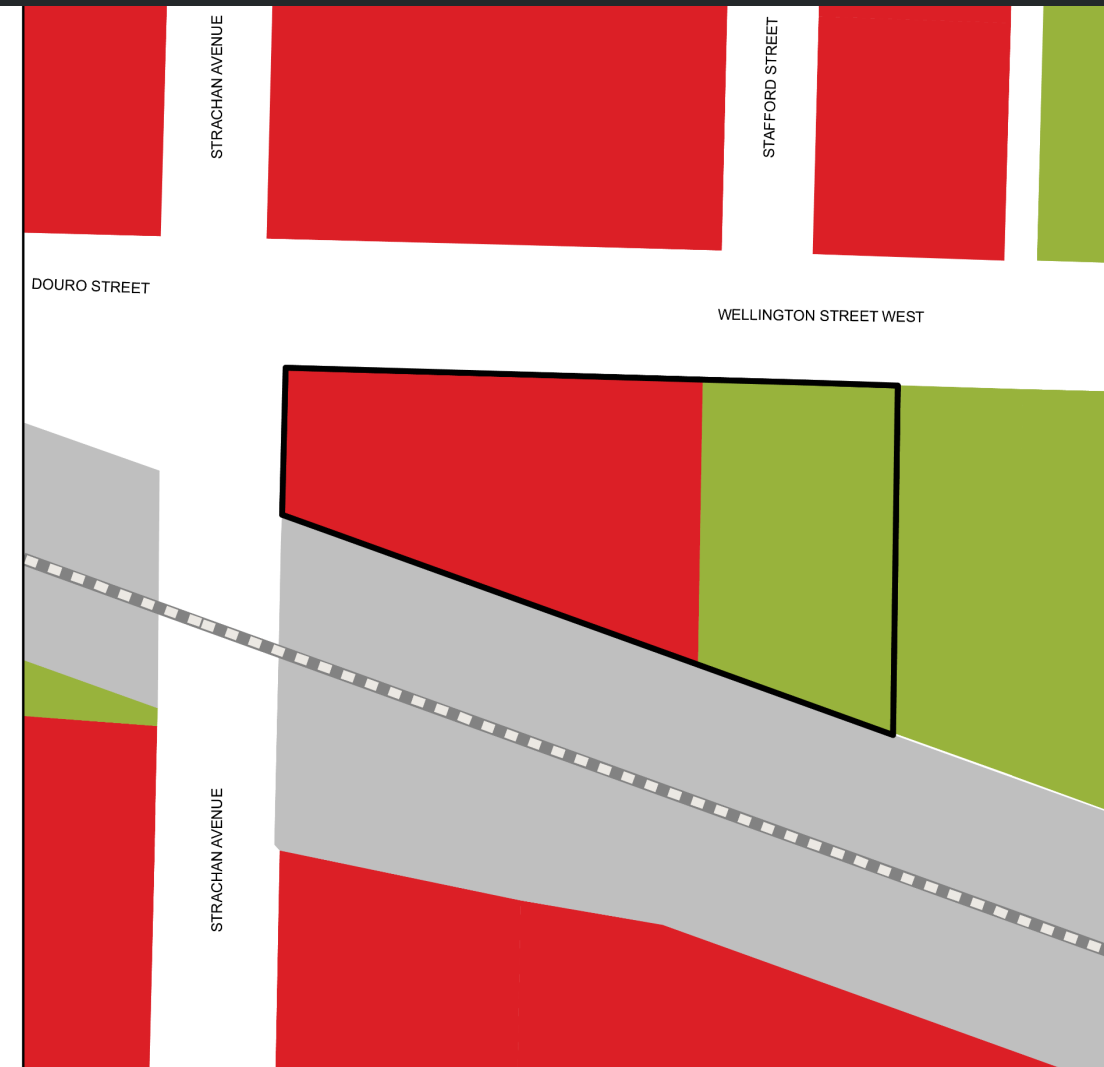 STRACHAN AVENUE
STAFFORD STREET
DOURO STREET
WELLINGTON STREET WEST
STRACHAN AVENUE